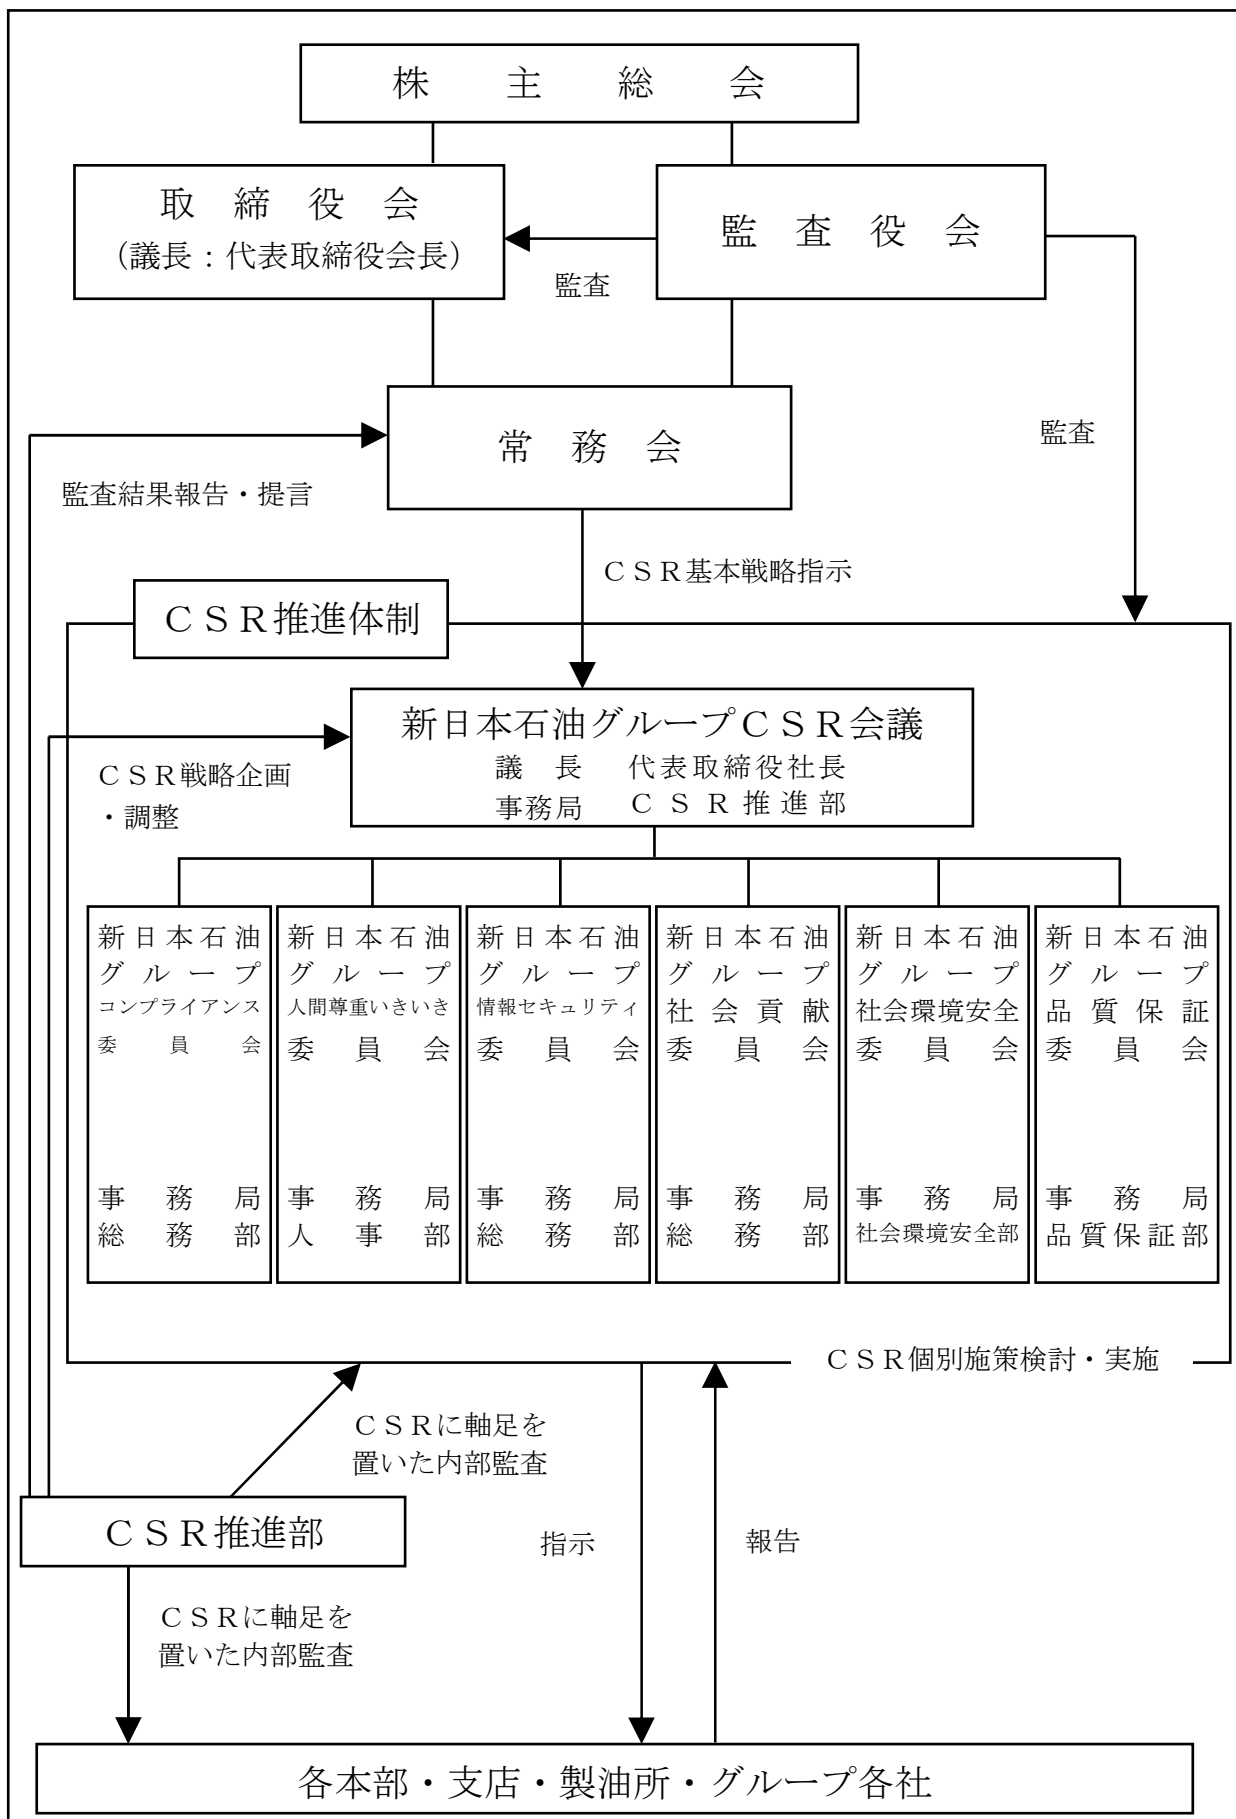 株主総会
取締役会
(議長：代表取締役会長)
監査役会
監査
常務会
監査
監査結果報告・提言
ＣＳＲ基本戦略指示
ＣＳＲ推進体制
新日本石油グループＣＳＲ会議
議長 代表取締役社長
事務局 ＣＳＲ推進部
ＣＳＲ戦略企画
・調整
新日本石油
グループ
コンプライアンス
委員会
事務局
総務部
新日本石油
グループ
人間尊重いきいき
委員会
事務局
人事部
新日本石油
グループ
情報セキュリティ
委員会
事務局
総務部
新日本石油
グループ
社会貢献
委員会
事務局
総務部
新日本石油
グループ
社会環境安全
委員会
事務局
社会環境安全部
新日本石油
グループ
品質保証
委員会
事務局
品質保証部
ＣＳＲ個別施策検討・実施
ＣＳＲに軸足を
置いた内部監査
ＣＳＲ推進部
指示
報告
ＣＳＲに軸足を
置いた内部監査
各本部・支店・製油所・グループ各社